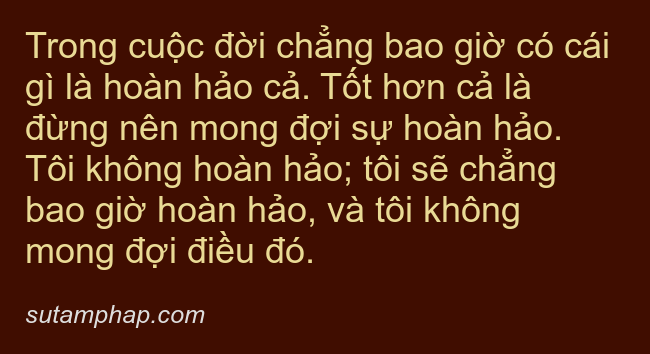 Trong cuộc đời chẳng bao giờ có cái
gì là hoàn hảo cả. Tốt hơn cả là
đừng nên mong đợi sự hoàn hảo.
Tôi không hoàn hảo; tôi sẽ chẳng
bao giờ hoàn hảo, và tôi không
mong đợi điều đó.
sutamphap.com